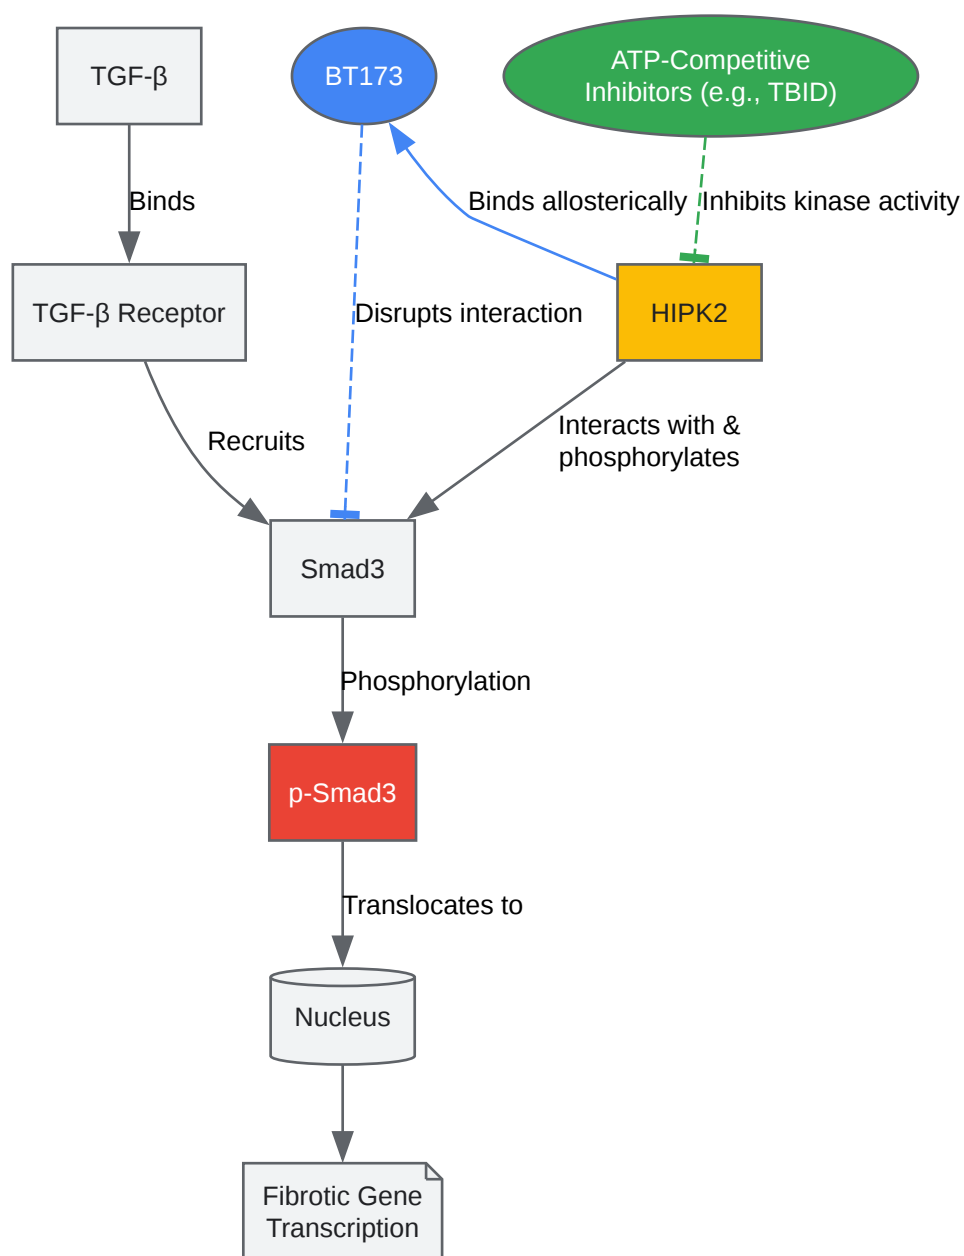 TGF-β
BT173
ATP-Competitive
Inhibitors (e.g., TBID)
Binds
Binds allosterically
Inhibits kinase activity
TGF-β Receptor
Disrupts interaction
HIPK2
Recruits
Interacts with &
phosphorylates
Smad3
Phosphorylation
p-Smad3
Translocates to
Nucleus
Fibrotic Gene
Transcription